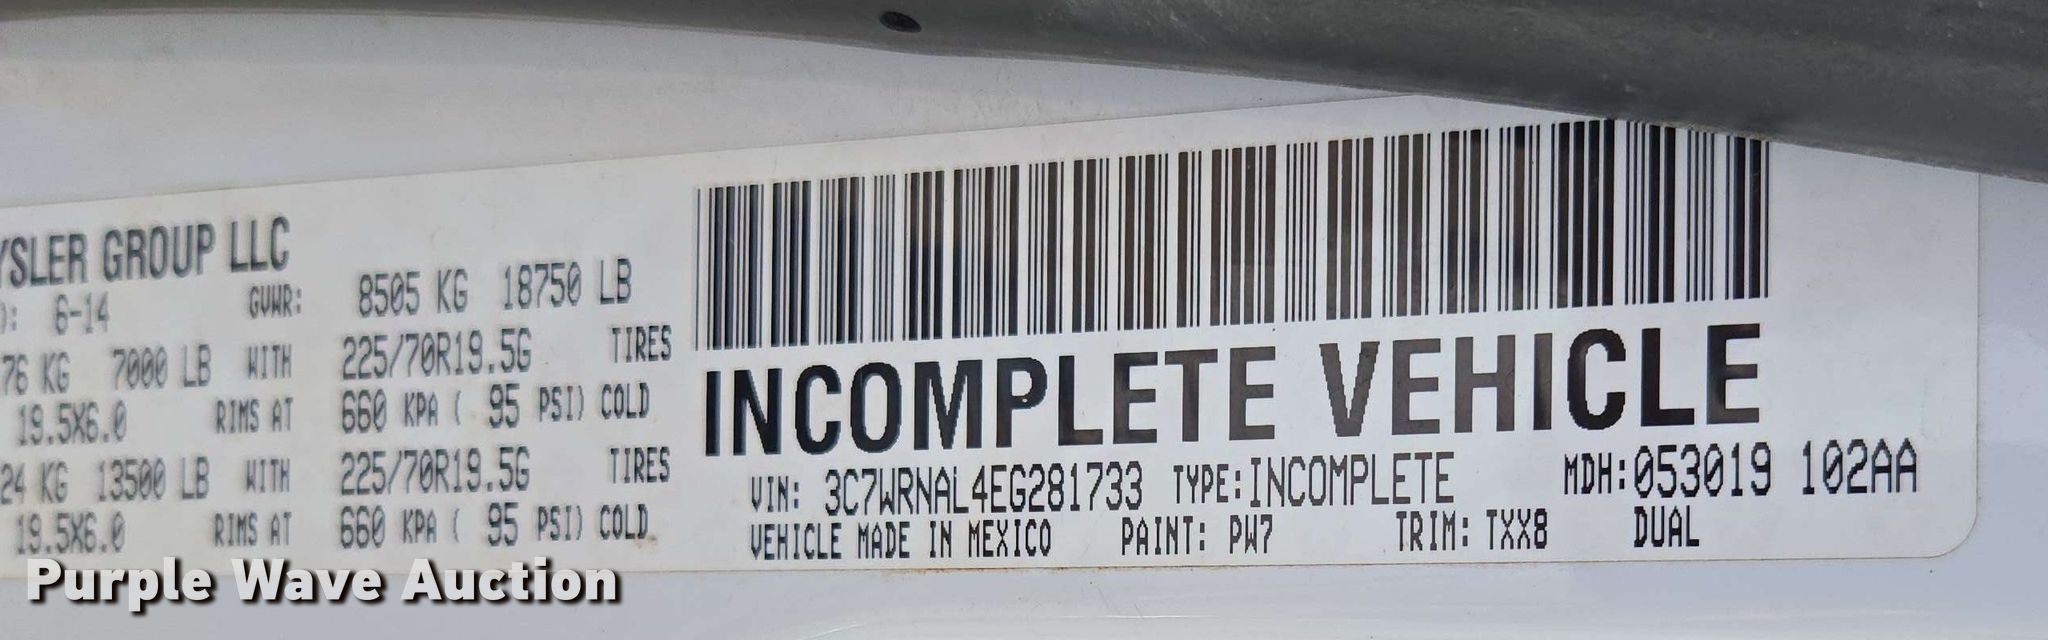 YSLER GROUP LLC
): 6-14 GVWR: 8505 KG 18750 LB
76 KG 7000 LB WITH 225/70R19.5G TIRES
19.5X6.0 RIMS AT 660 KPA ( 95 PSI) COLD
24 KG 13500 LB WITH 225/70R19.5G TIRES
19.5X6.0 RIMS AT 660 KPA ( 95 PSI) COLD
INCOMPLETE VEHICLE
VIN: 3C7WRNAL4EG281733 TYPE: INCOMPLETE MDH: 053019 102AA
VEHICLE MADE IN MEXICO PAINT: PW7 TRIM: TXX8 DUAL
Purple Wave Auction